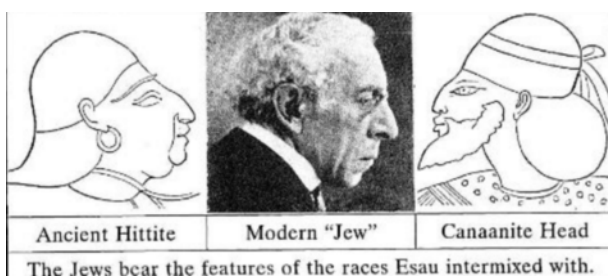 Ancient Hittite
Modern "Jew"
Canaanite Head
The Jews bear the features of the races Esau intermixed with.